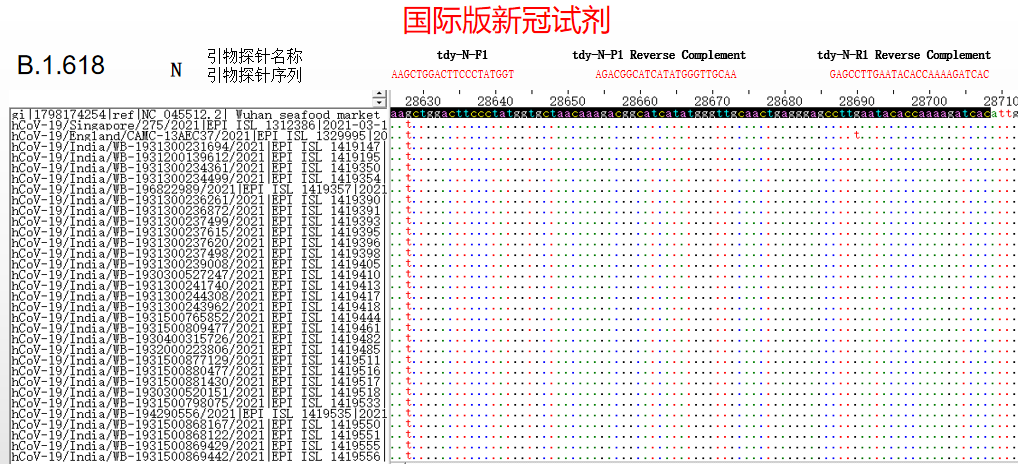 国际版新冠试剂
B.1.618 N 引物探针名称 tdy-N-F1 tdy-N-P1 Reverse Complement tdy-N-R1 Reverse Complement
引物探针序列 AAGCTGGACTTCCCTATGGT AGACGGCATCATATGGGTTGCAA GAGCCTTGAATACACCAAAAGATCAC
28630 28640 28650 28660 28670 28680 28690 28700 28710
gi|1798174254|ref|NC_045512.2| Wuhan seafood market aagctggacttccctatggtgctaacaaagacggcatcatatgggttgcaactgagggagccttgaatacaccaaaagatcacattg
hCoV-19/Singapore/275/2021|EPI_ISL_1312386|2021-03-1
hCoV-19/England/CAMC-13AEC37/2021|EPI_ISL_1329995|20 t
hCoV-19/India/WB-1931300231694/2021|EPI_ISL_1419147 t
hCoV-19/India/WB-1931200139612/2021|EPI_ISL_1419195 t
hCoV-19/India/WB-1931300234361/2021|EPI_ISL_1419350 t
hCoV-19/India/WB-1931300234499/2021|EPI_ISL_1419354 t
hCoV-19/India/WB-196822989/2021|EPI_ISL_1419357|2021 t
hCoV-19/India/WB-1931300236261/2021|EPI_ISL_1419390 t
hCoV-19/India/WB-1931300236872/2021|EPI_ISL_1419391 t
hCoV-19/India/WB-1931300237499/2021|EPI_ISL_1419393 t
hCoV-19/India/WB-1931300237615/2021|EPI_ISL_1419395 t
hCoV-19/India/WB-1931300237620/2021|EPI_ISL_1419396 t
hCoV-19/India/WB-1931300237498/2021|EPI_ISL_1419398 t
hCoV-19/India/WB-1931300239008/2021|EPI_ISL_1419405 t
hCoV-19/India/WB-1930300527247/2021|EPI_ISL_1419410 t
hCoV-19/India/WB-1931300241740/2021|EPI_ISL_1419413 t
hCoV-19/India/WB-1931300244308/2021|EPI_ISL_1419417 t
hCoV-19/India/WB-1931300243962/2021|EPI_ISL_1419418 t
hCoV-19/India/WB-1931500765852/2021|EPI_ISL_1419444 t
hCoV-19/India/WB-1931500809477/2021|EPI_ISL_1419461 t
hCoV-19/India/WB-1930400315726/2021|EPI_ISL_1419482 t
hCoV-19/India/WB-1932000223806/2021|EPI_ISL_1419485 t
hCoV-19/India/WB-1931500877129/2021|EPI_ISL_1419511 t
hCoV-19/India/WB-1931500880477/2021|EPI_ISL_1419516 t
hCoV-19/India/WB-1931500881430/2021|EPI_ISL_1419517 t
hCoV-19/India/WB-1930300520151/2021|EPI_ISL_1419518 t
hCoV-19/India/WB-1931500798075/2021|EPI_ISL_1419533 t
hCoV-19/India/WB-194290556/2021|EPI_ISL_1419535|2021 t
hCoV-19/India/WB-1931500868167/2021|EPI_ISL_1419550 t
hCoV-19/India/WB-1931500868122/2021|EPI_ISL_1419551 t
hCoV-19/India/WB-1931500869429/2021|EPI_ISL_1419555 t
hCoV-19/India/WB-1931500869442/2021|EPI_ISL_1419556 t